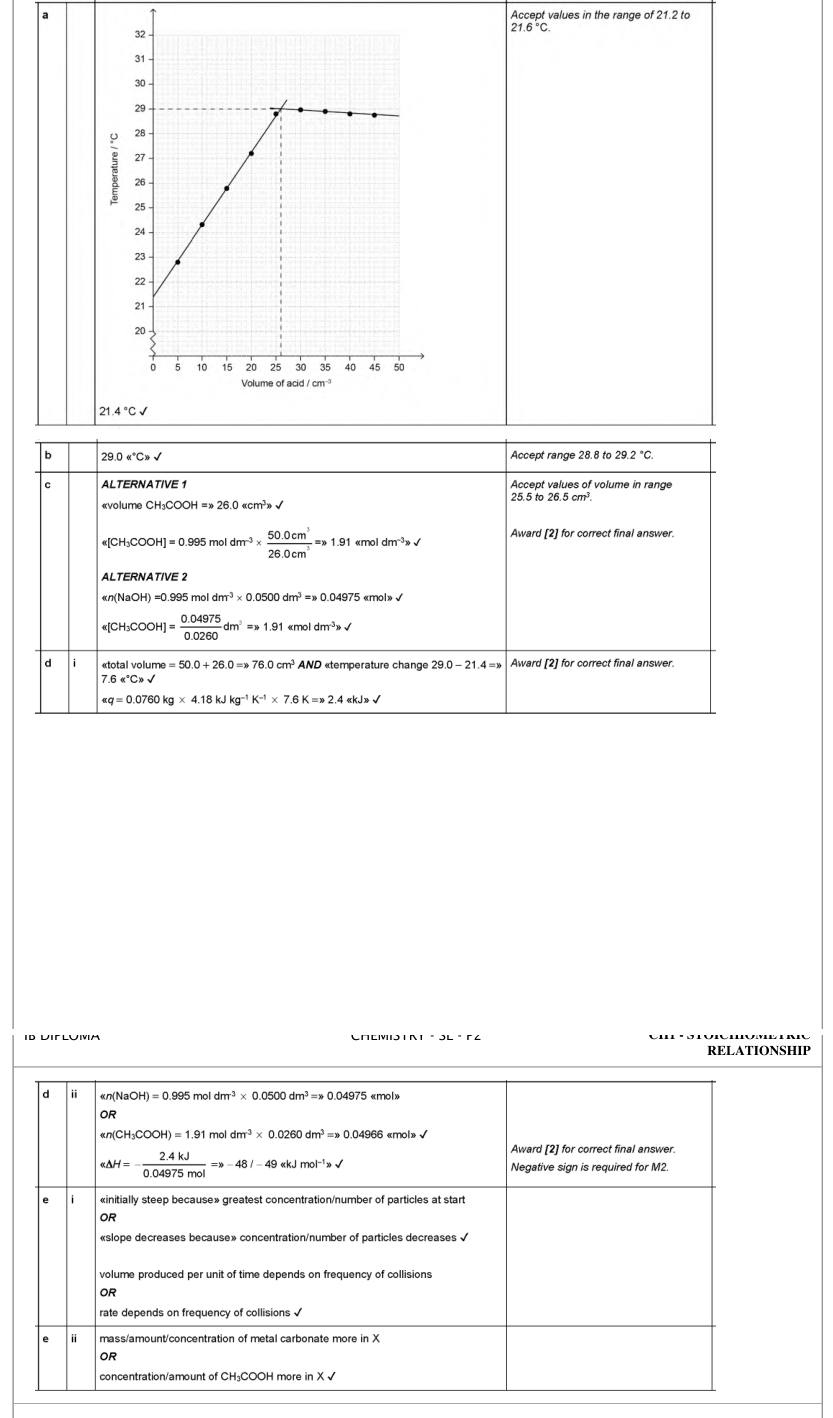 a
Accept values in the range of 21.2 to
21.6 °C.
32
31
30
29
28
27
26
25
24
23
22
21
20
Temperature / °C
0 5 10 15 20 25 30 35 40 45 50
Volume of acid / cm⁻³
21.4 °C ✓
b
29.0 «°C» ✓
Accept range 28.8 to 29.2 °C.
c
ALTERNATIVE 1
Accept values of volume in range
25.5 to 26.5 cm³.
«volume CH₃COOH =» 26.0 «cm³» ✓
«[CH₃COOH] = 0.995 mol dm⁻³ × 50.0 cm³ / 26.0 cm³ =» 1.91 «mol dm⁻³» ✓
Award [2] for correct final answer.
ALTERNATIVE 2
«n(NaOH) =0.995 mol dm⁻³ × 0.0500 dm³ =» 0.04975 «mol» ✓
«[CH₃COOH] = 0.04975 / 0.0260 dm³ =» 1.91 «mol dm⁻³» ✓
d i
«total volume = 50.0 + 26.0 =» 76.0 cm³ AND «temperature change 29.0 – 21.4 =»
7.6 «°C» ✓
Award [2] for correct final answer.
«q = 0.0760 kg × 4.18 kJ kg⁻¹ K⁻¹ × 7.6 K =» 2.4 «kJ» ✓
IB DIPLOMA CHEMISTRY - SL - P2 CH1 - STOICHIOMETRIC
RELATIONSHIP
d ii
«n(NaOH) = 0.995 mol dm⁻³ × 0.0500 dm³ =» 0.04975 «mol»
OR
«n(CH₃COOH) = 1.91 mol dm⁻³ × 0.0260 dm³ =» 0.04966 «mol» ✓
«ΔH = – 2.4 kJ / 0.04975 mol =» – 48 / – 49 «kJ mol⁻¹» ✓
Award [2] for correct final answer.
Negative sign is required for M2.
e i
«initially steep because» greatest concentration/number of particles at start
OR
«slope decreases because» concentration/number of particles decreases ✓
volume produced per unit of time depends on frequency of collisions
OR
rate depends on frequency of collisions ✓
e ii
mass/amount/concentration of metal carbonate more in X
OR
concentration/amount of CH₃COOH more in X ✓